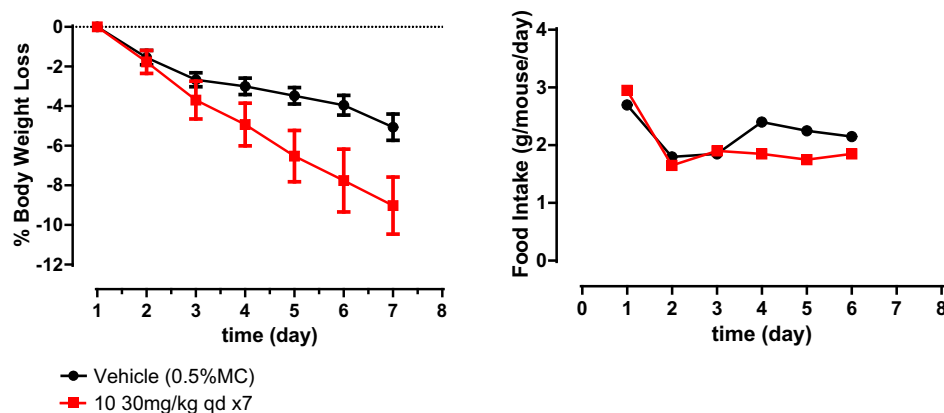 % Body Weight Loss
0
-2
-4
-6
-8
-10
-12
1 2 3 4 5 6 7 8
time (day)
Food Intake (g/mouse/day)
4
3
2
1
0
0 1 2 3 4 5 6 7 8
time (day)
Vehicle (0.5%MC)
10 30mg/kg qd x7